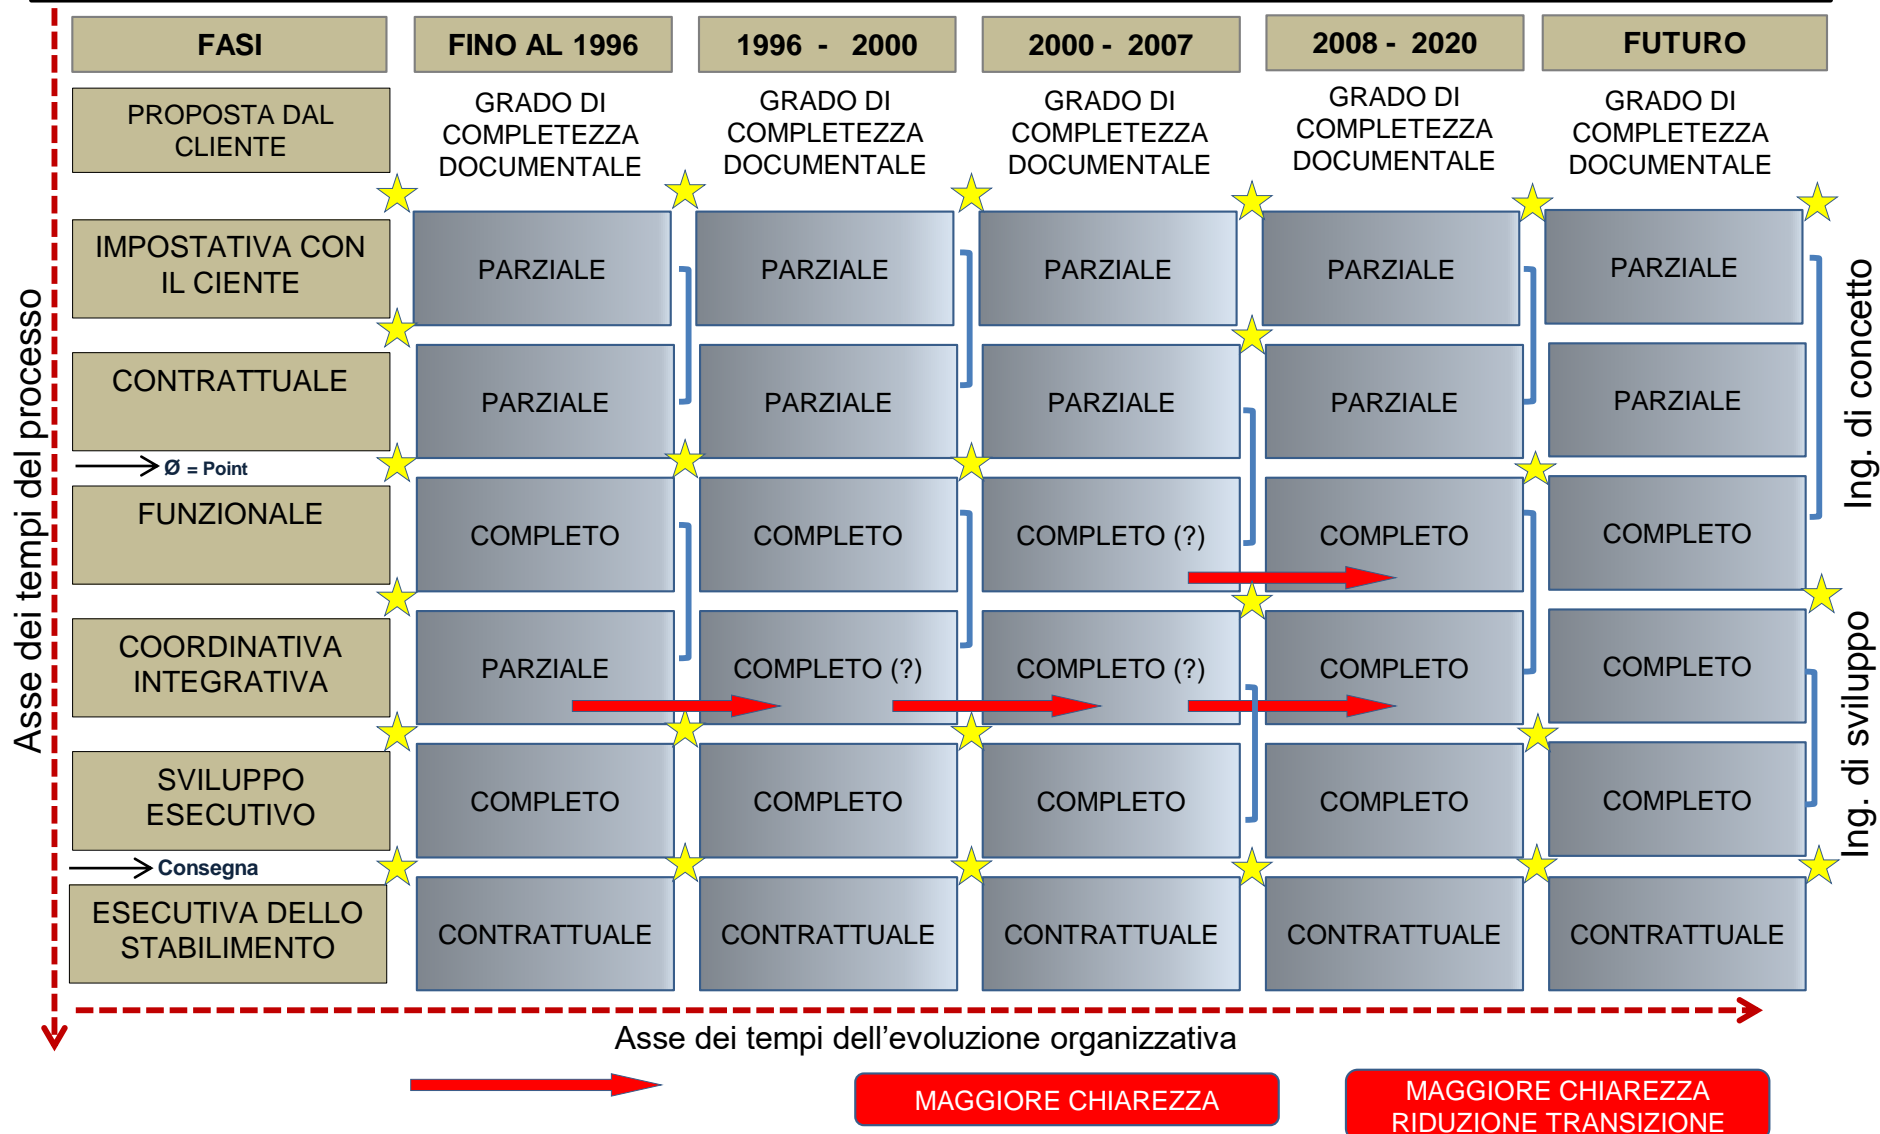 FASI
FINO AL 1996
1996 - 2000
2000 - 2007
2008 - 2020
FUTURO
PROPOSTA DAL
CLIENTE
GRADO DI
COMPLETEZZA
DOCUMENTALE
GRADO DI
COMPLETEZZA
DOCUMENTALE
GRADO DI
COMPLETEZZA
DOCUMENTALE
GRADO DI
COMPLETEZZA
DOCUMENTALE
GRADO DI
COMPLETEZZA
DOCUMENTALE
IMPOSTATIVA CON
IL CIENTE
PARZIALE
PARZIALE
PARZIALE
PARZIALE
PARZIALE
CONTRATTUALE
PARZIALE
PARZIALE
PARZIALE
PARZIALE
PARZIALE
Ø = Point
FUNZIONALE
COMPLETO
COMPLETO
COMPLETO (?)
COMPLETO
COMPLETO
COORDINATIVA
INTEGRATIVA
PARZIALE
COMPLETO (?)
COMPLETO (?)
COMPLETO
COMPLETO
SVILUPPO
ESECUTIVO
COMPLETO
COMPLETO
COMPLETO
COMPLETO
COMPLETO
Consegna
ESECUTIVA DELLO
STABILIMENTO
CONTRATTUALE
CONTRATTUALE
CONTRATTUALE
CONTRATTUALE
CONTRATTUALE
Asse dei tempi del processo
Ing. di concetto
Ing. di sviluppo
Asse dei tempi dell'evoluzione organizzativa
MAGGIORE CHIAREZZA
MAGGIORE CHIAREZZA
RIDUZIONE TRANSIZIONE